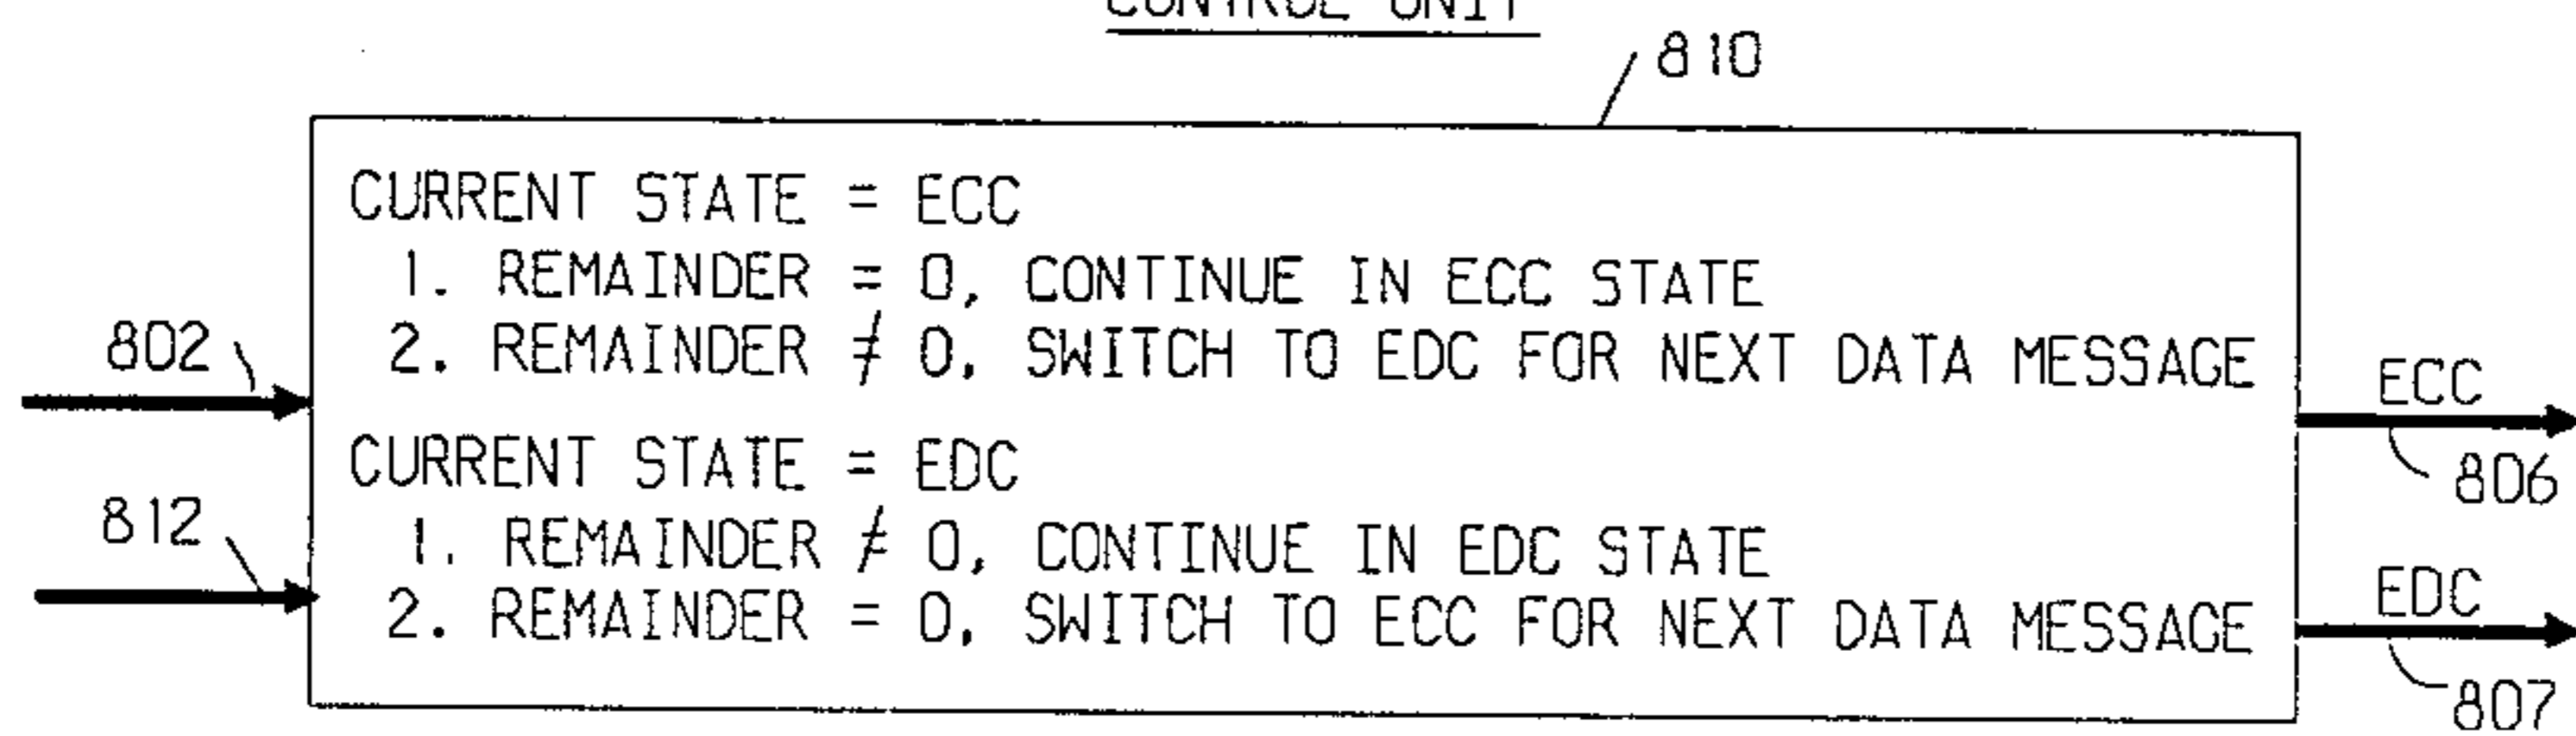 CONTROL UNIT
810
CURRENT STATE = ECC
1. REMAINDER = 0, CONTINUE IN ECC STATE
2. REMAINDER ≠ 0, SWITCH TO EDC FOR NEXT DATA MESSAGE
802
ECC
806
CURRENT STATE = EDC
812
1. REMAINDER ≠ 0, CONTINUE IN EDC STATE
2. REMAINDER = 0, SWITCH TO ECC FOR NEXT DATA MESSAGE
EDC
807